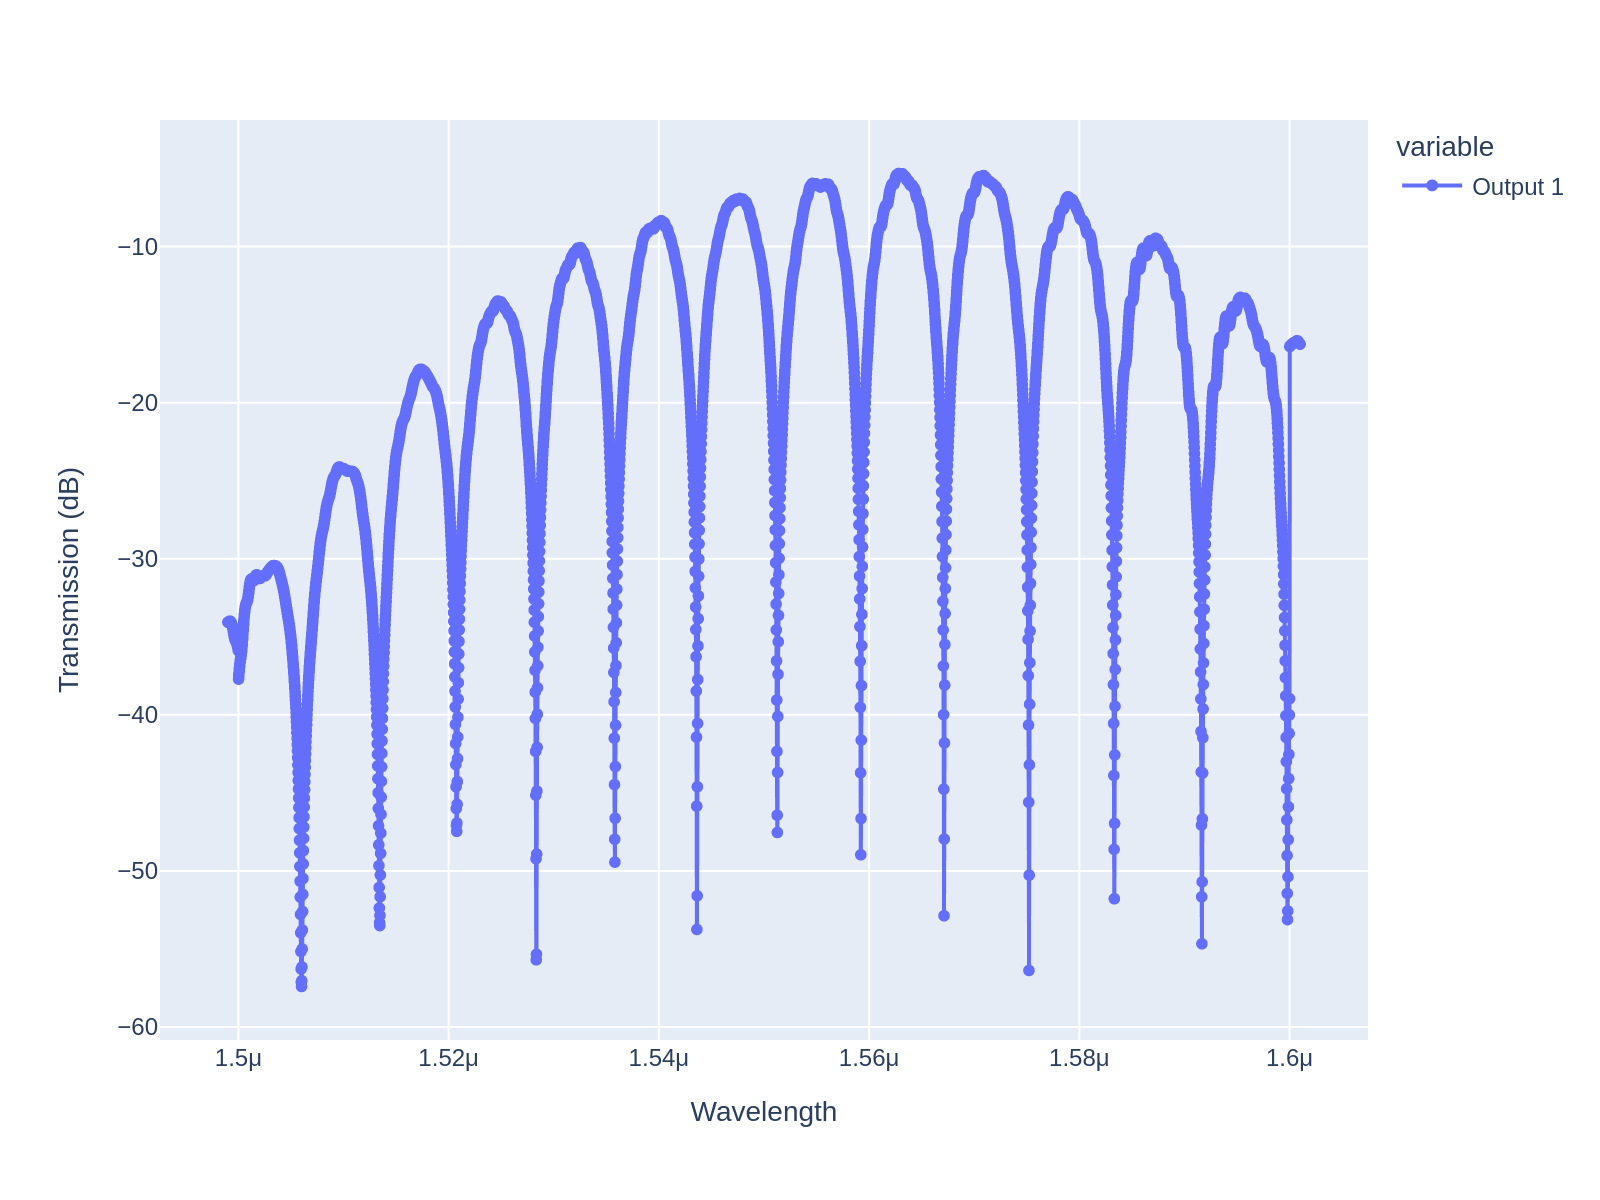 variable
Output 1
Transmission (dB)
−10
−20
−30
−40
−50
−60
1.5μ 1.52μ 1.54μ 1.56μ 1.58μ 1.6μ
Wavelength